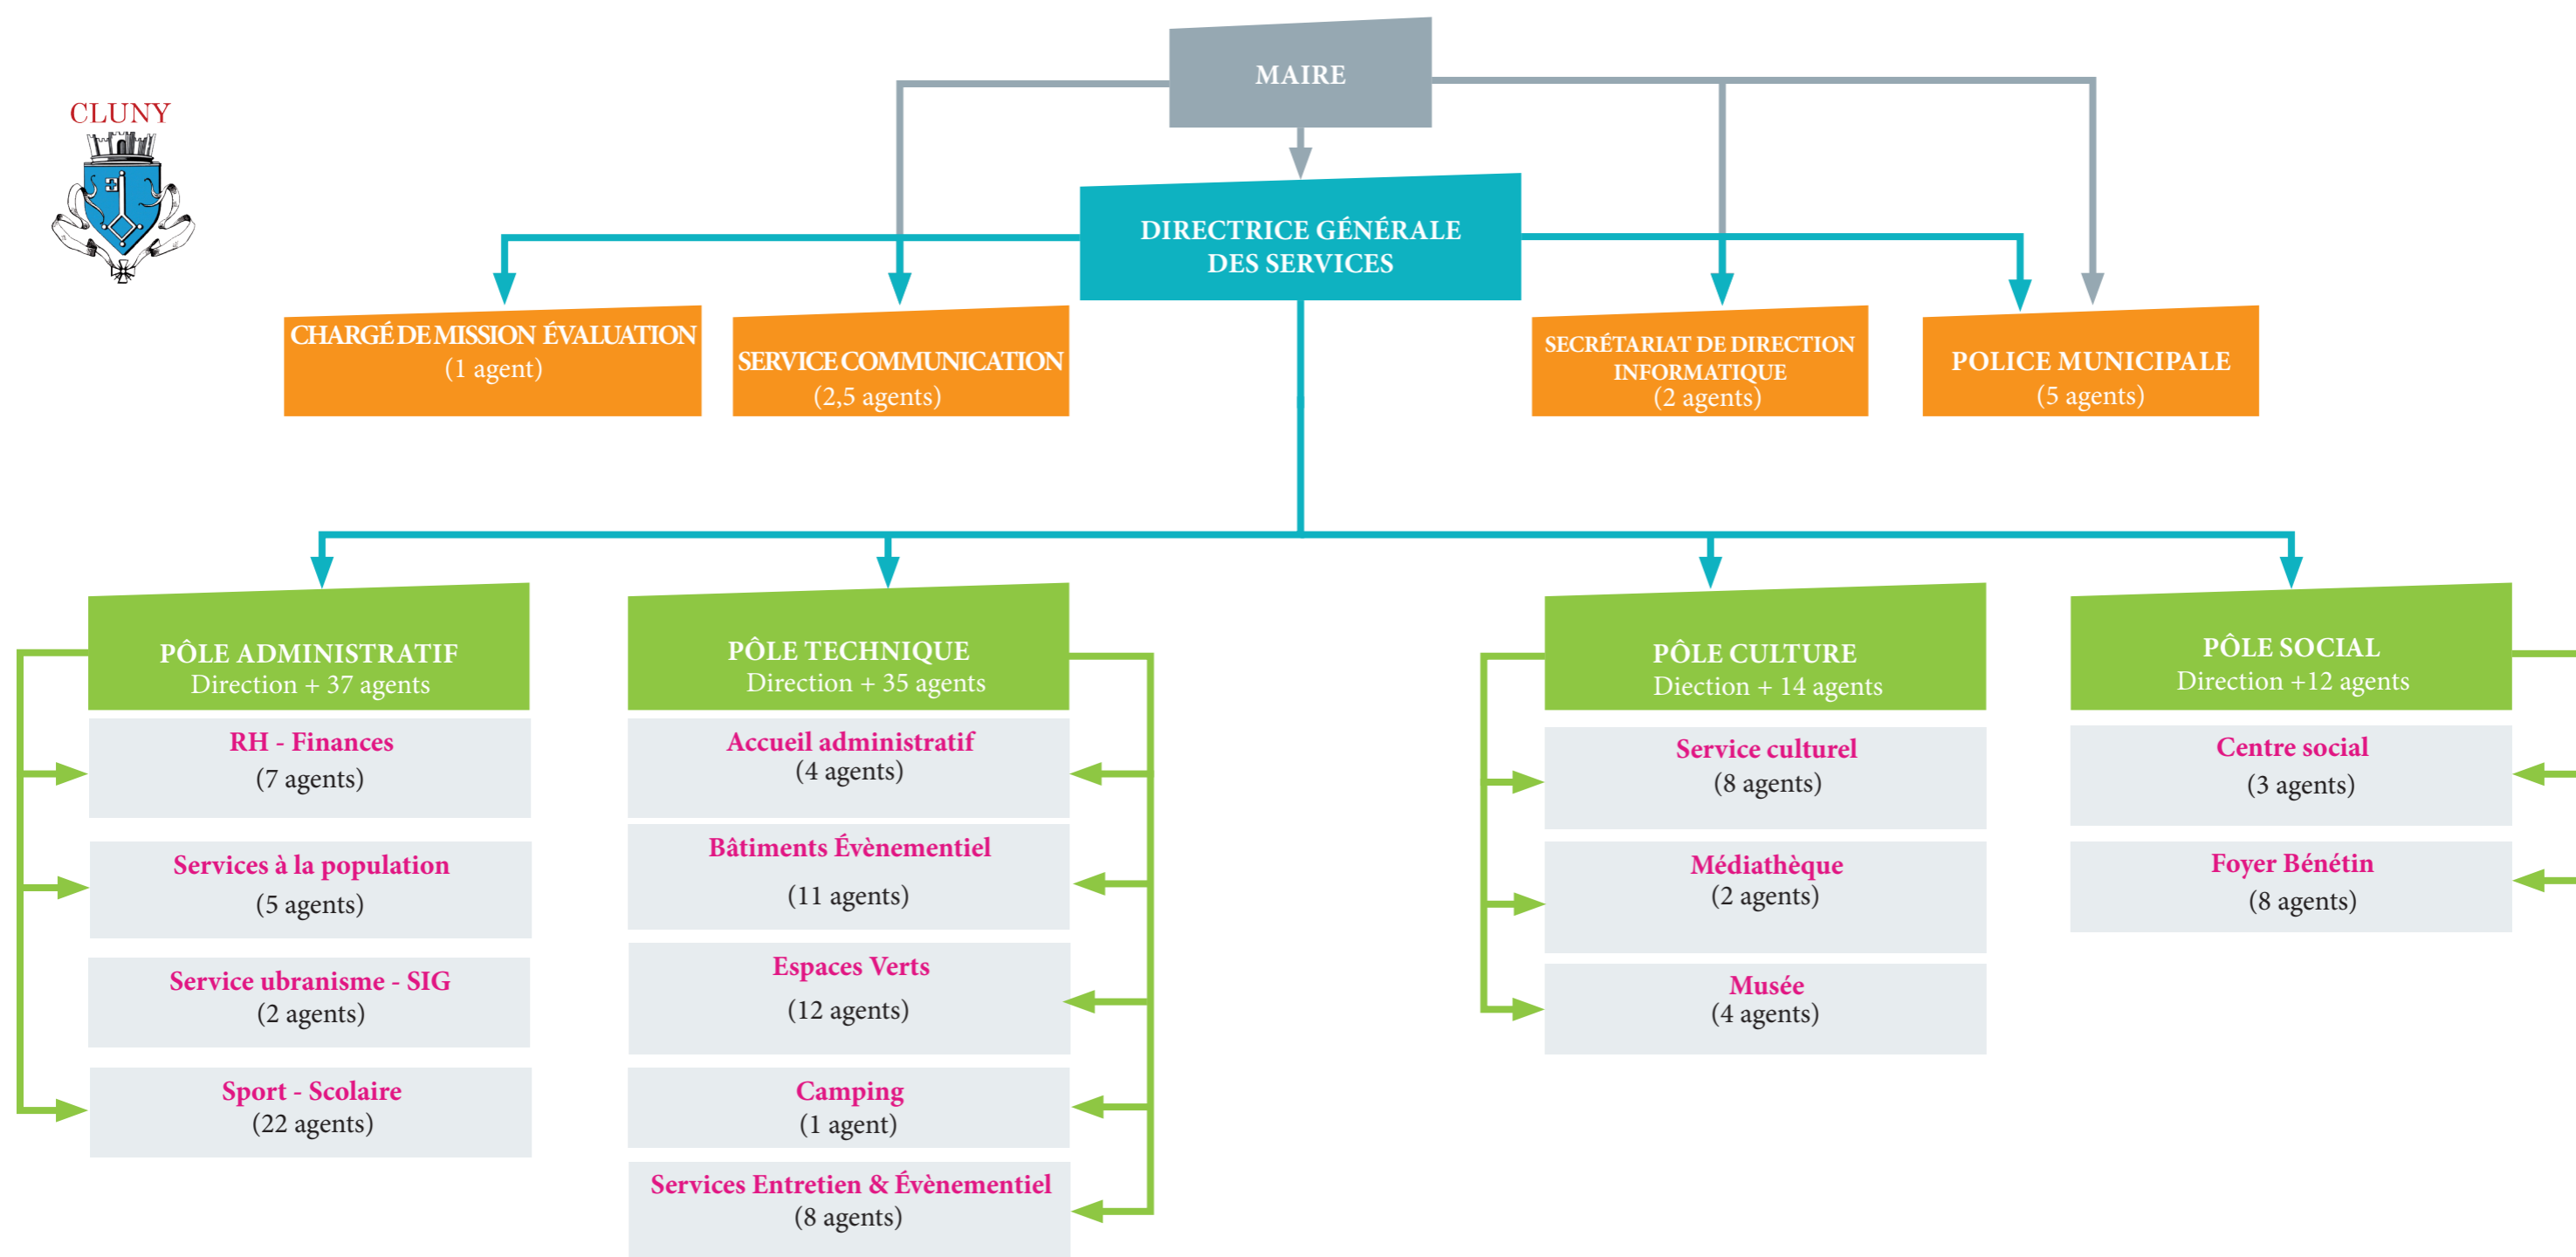 CLUNY
MAIRE
DIRECTRICE GÉNÉRALE
DES SERVICES
CHARGÉ DE MISSION ÉVALUATION
(1 agent)
SERVICE COMMUNICATION
(2,5 agents)
SECRÉTARIAT DE DIRECTION
INFORMATIQUE
(2 agents)
POLICE MUNICIPALE
(5 agents)
PÔLE ADMINISTRATIF
Direction + 37 agents
RH - Finances
(7 agents)
Services à la population
(5 agents)
Service ubranisme - SIG
(2 agents)
Sport - Scolaire
(22 agents)
PÔLE TECHNIQUE
Direction + 35 agents
Accueil administratif
(4 agents)
Bâtiments Évènementiel
(11 agents)
Espaces Verts
(12 agents)
Camping
(1 agent)
Services Entretien & Évènementiel
(8 agents)
PÔLE CULTURE
Diection + 14 agents
Service culturel
(8 agents)
Médiathèque
(2 agents)
Musée
(4 agents)
PÔLE SOCIAL
Direction +12 agents
Centre social
(3 agents)
Foyer Bénétin
(8 agents)